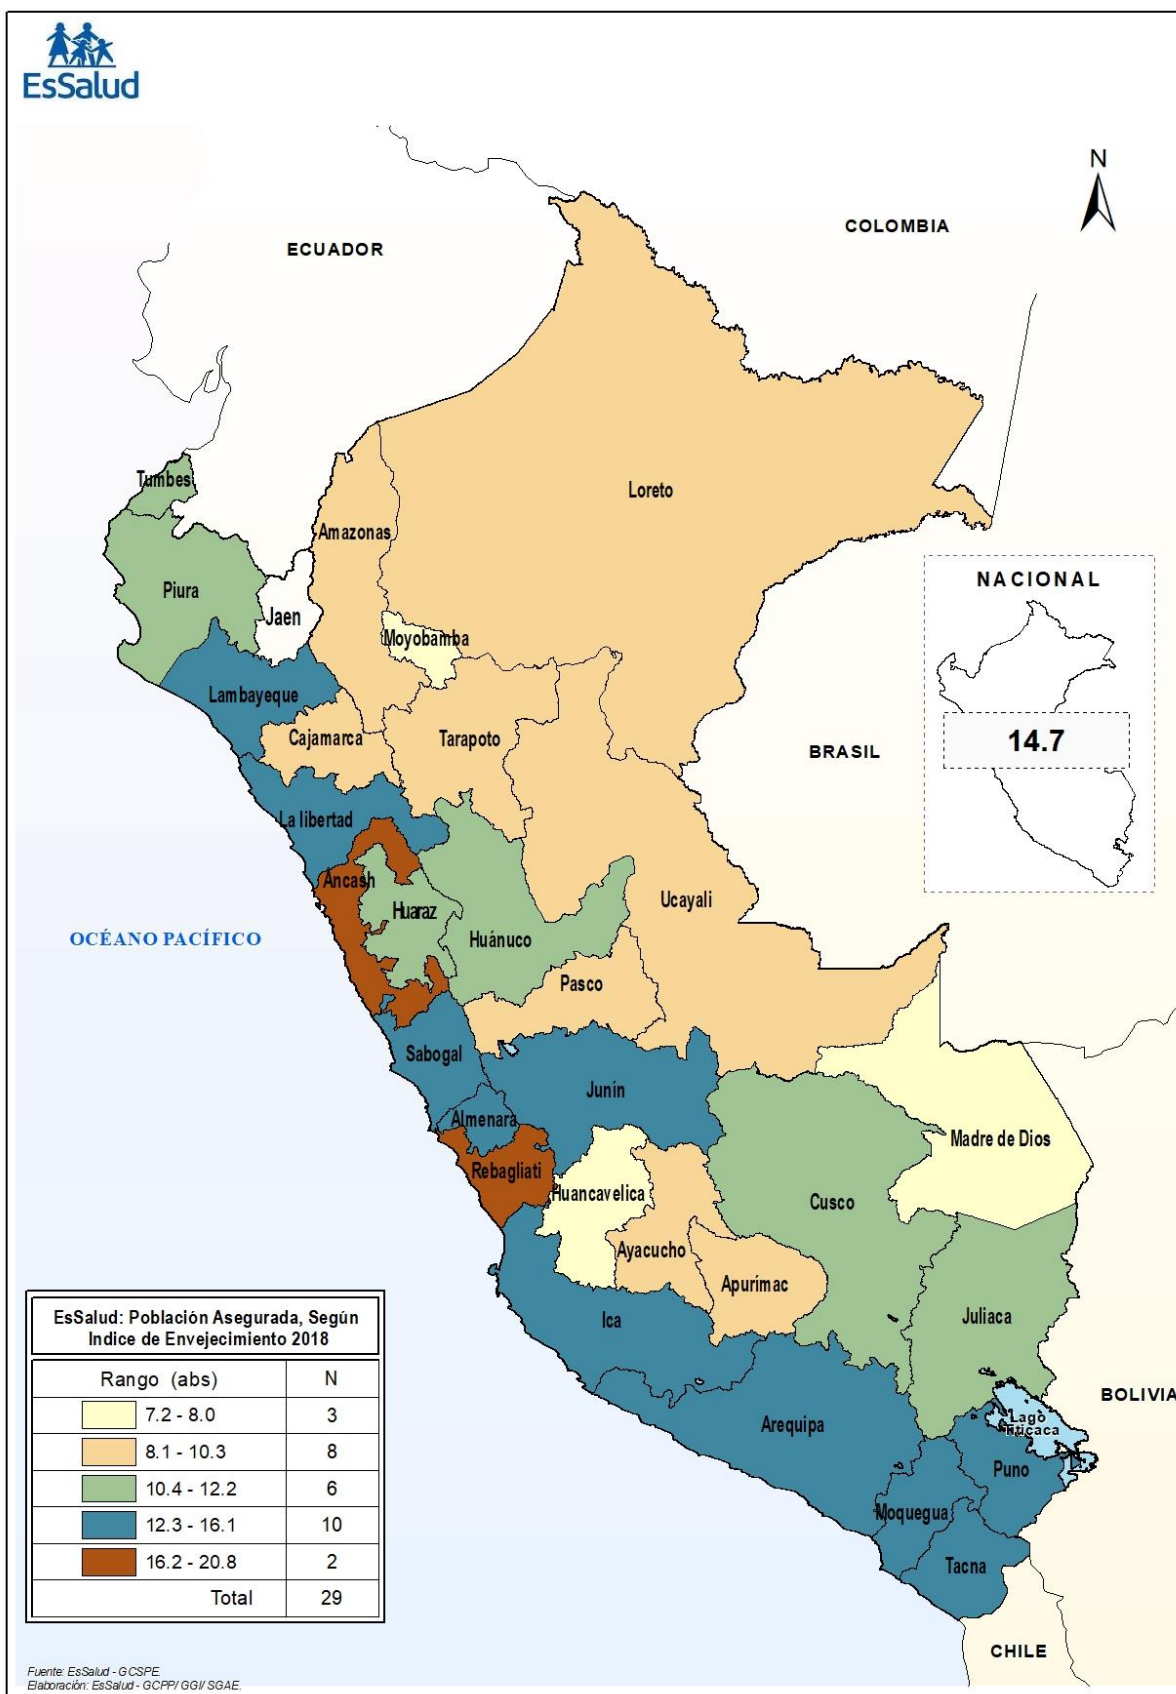 EsSalud
N
COLOMBIA
ECUADOR
Tumbes
Loreto
Amazonas
Piura
Jaen
Moyobamba
NACIONAL
14.7
Lambayeque
Cajamarca
Tarapoto
BRASIL
La libertad
Ancash
Huaraz
Ucayali
OCÉANO PACÍFICO
Huánuco
Pasco
Sabogal
Junín
Almenara
Madre de Dios
Rebagliati
Huancavelica
Cusco
Ayacucho
Apurímac
Ica
Juliaca
BOLIVIA
Lago
Titicaca
Arequipa
Puno
Moquegua
Tacna
CHILE
EsSalud: Población Asegurada, Según
Indice de Envejecimiento 2018
Rango (abs) N
7.2 - 8.0 3
8.1 - 10.3 8
10.4 - 12.2 6
12.3 - 16.1 10
16.2 - 20.8 2
Total 29
Fuente: EsSalud - GCSPE.
Elaboración: EsSalud - GCPP/ GGI/ SGAE.